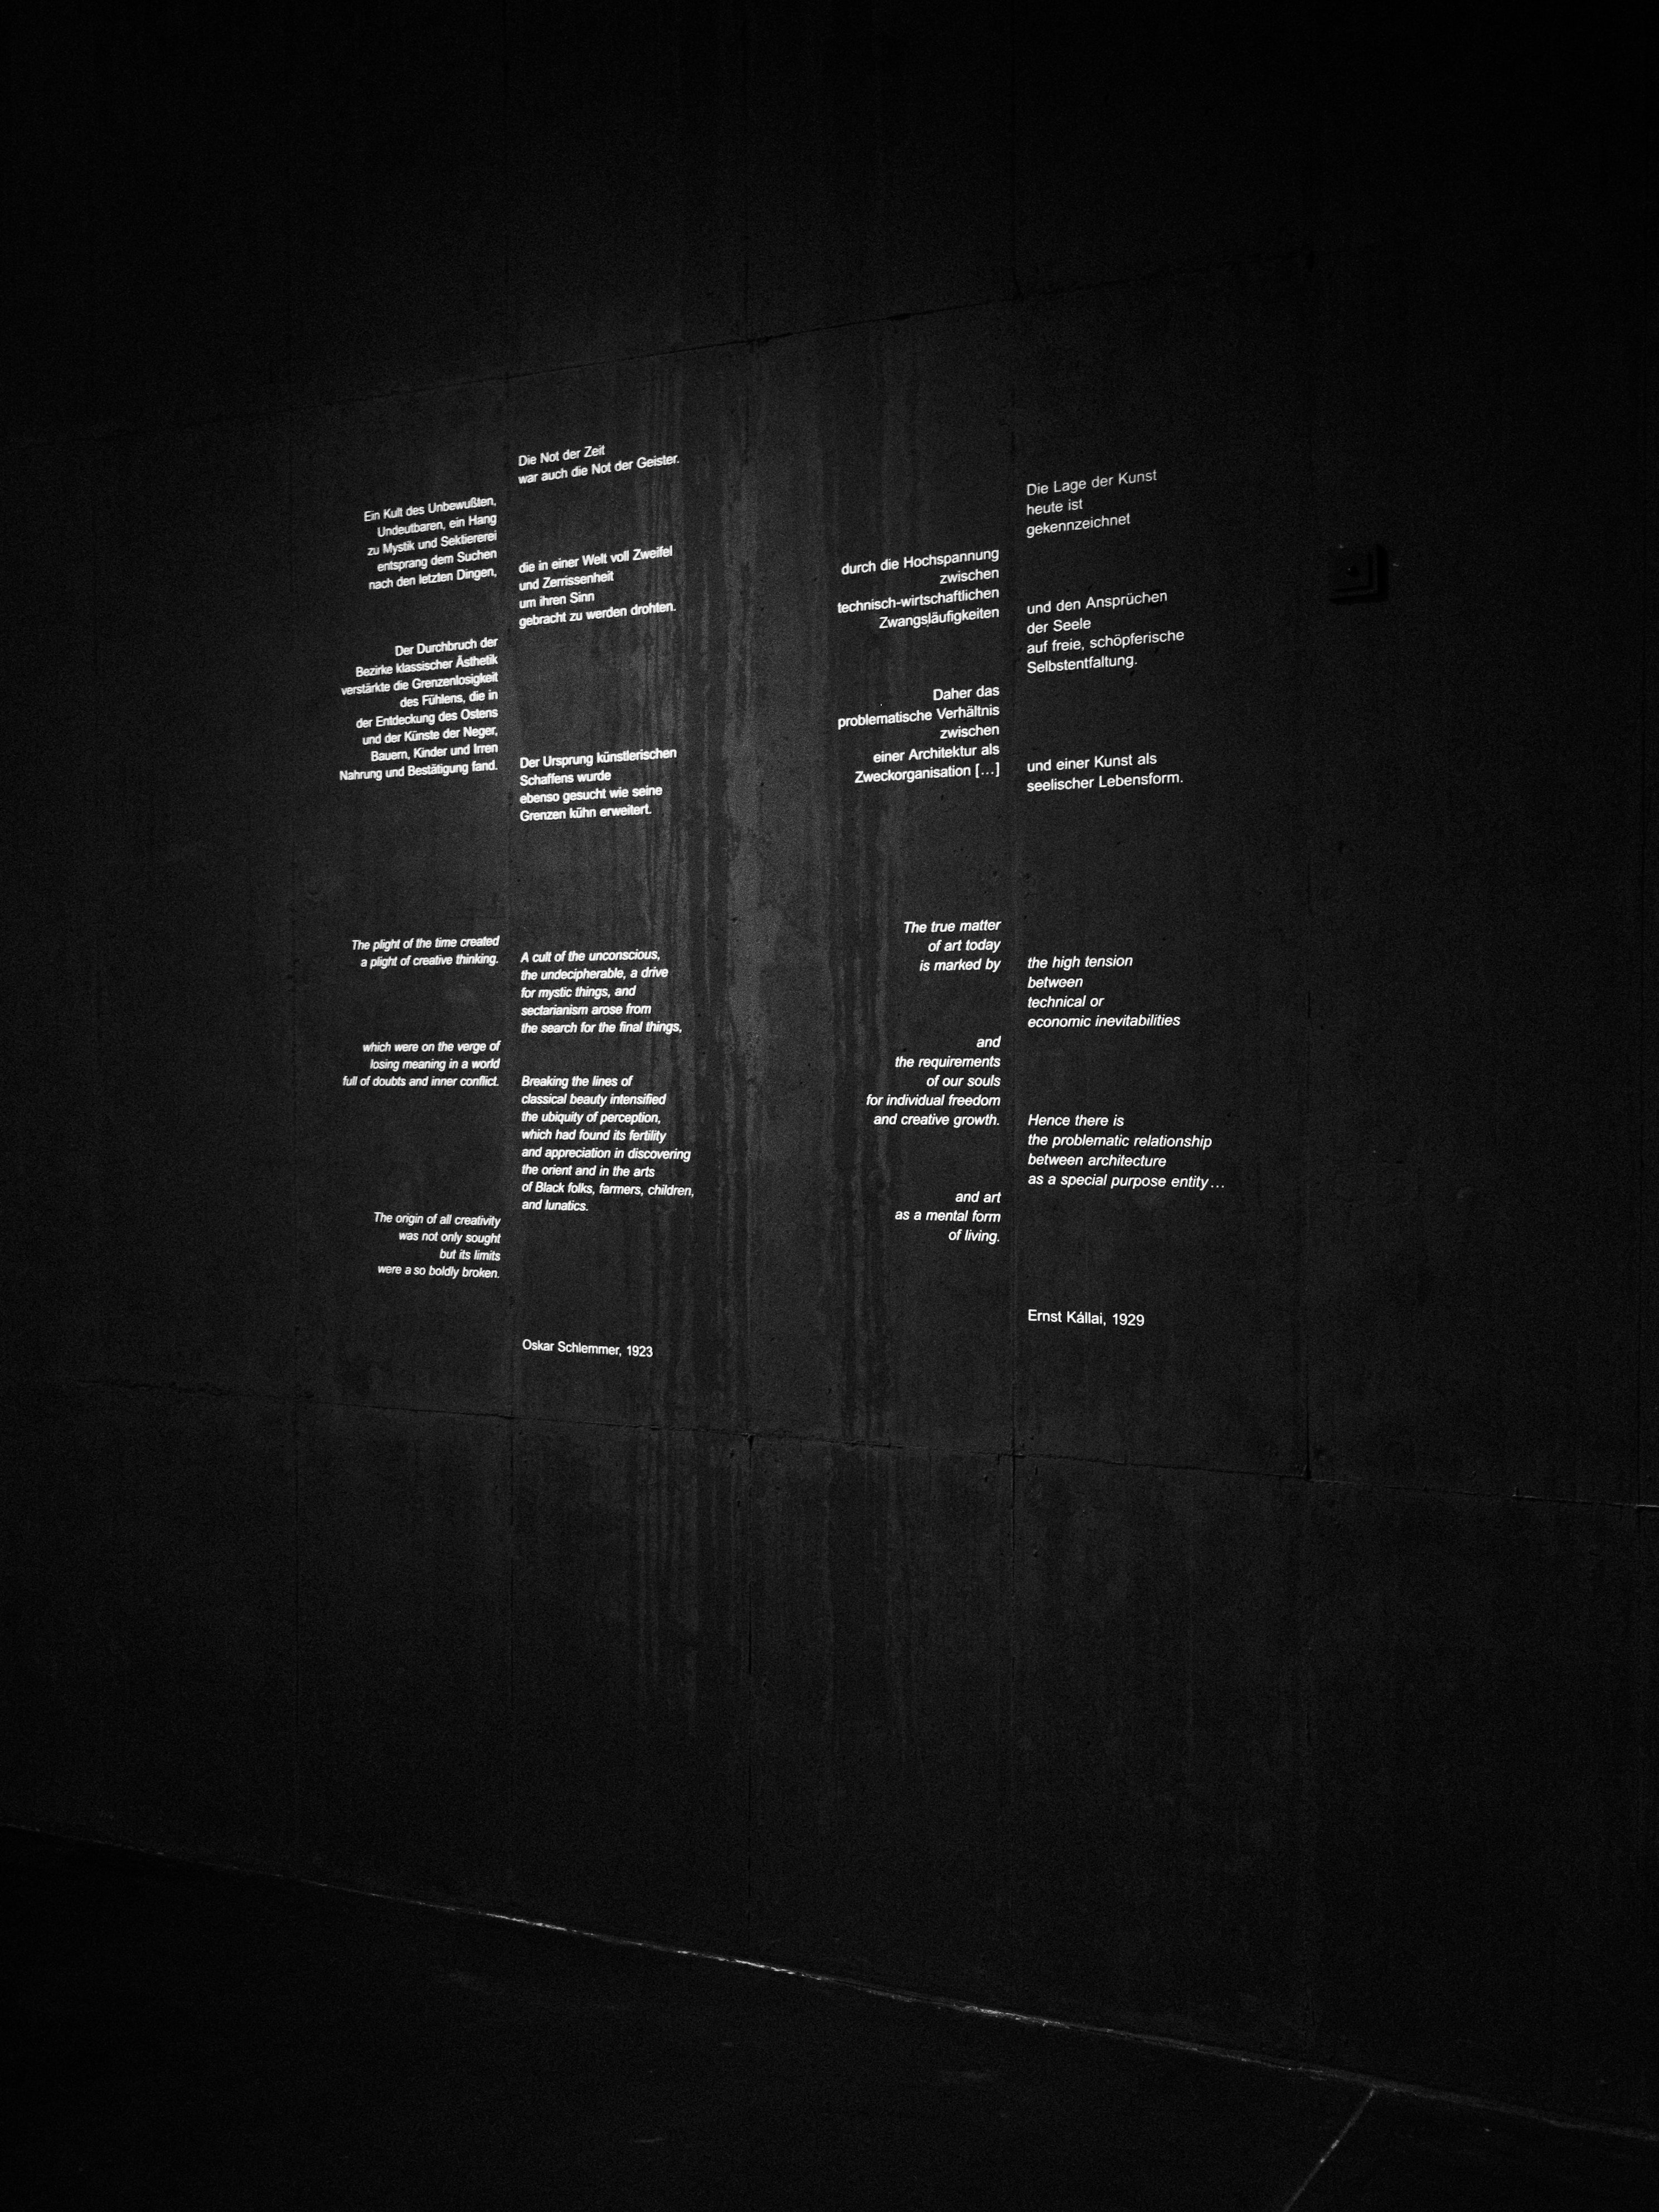 Die Not der Zeit
war auch die Not der Geister.
Ein Kult des Unbewußten,
Undeutbaren, ein Hang
zu Mystik und Sektiererei
entsprang dem Suchen
nach den letzten Dingen,
die in einer Welt voll Zweifel
und Zerrissenheit
um ihren Sinn
gebracht zu werden drohten.
Der Durchbruch der
Bezirke klassischer Ästhetik
verstärkte die Grenzenlosigkeit
des Fühlens, die in
der Entdeckung des Ostens
und der Künste der Neger,
Bauern, Kinder und Irren
Nahrung und Bestätigung fand.
Der Ursprung künstlerischen
Schaffens wurde
ebenso gesucht wie seine
Grenzen kühn erweitert.
The plight of the time created
a plight of creative thinking.
A cult of the unconscious,
the undecipherable, a drive
for mystic things, and
sectarianism arose from
the search for the final things,
which were on the verge of
losing meaning in a world
full of doubts and inner conflict.
Breaking the lines of
classical beauty intensified
the ubiquity of perception,
which had found its fertility
and appreciation in discovering
the orient and in the arts
of Black folks, farmers, children,
and lunatics.
The origin of all creativity
was not only sought
but its limits
were a so boldly broken.
Oskar Schlemmer, 1923
Die Lage der Kunst
heute ist
gekennzeichnet
durch die Hochspannung
zwischen
technisch-wirtschaftlichen
Zwangsläufigkeiten
und den Ansprüchen
der Seele
auf freie, schöpferische
Selbstentfaltung.
Daher das
problematische Verhältnis
zwischen
einer Architektur als
Zweckorganisation […]
und einer Kunst als
seelischer Lebensform.
The true matter
of art today
is marked by
the high tension
between
technical or
economic inevitabilities
and
the requirements
of our souls
for individual freedom
and creative growth.
Hence there is
the problematic relationship
between architecture
as a special purpose entity…
and art
as a mental form
of living.
Ernst Kállai, 1929